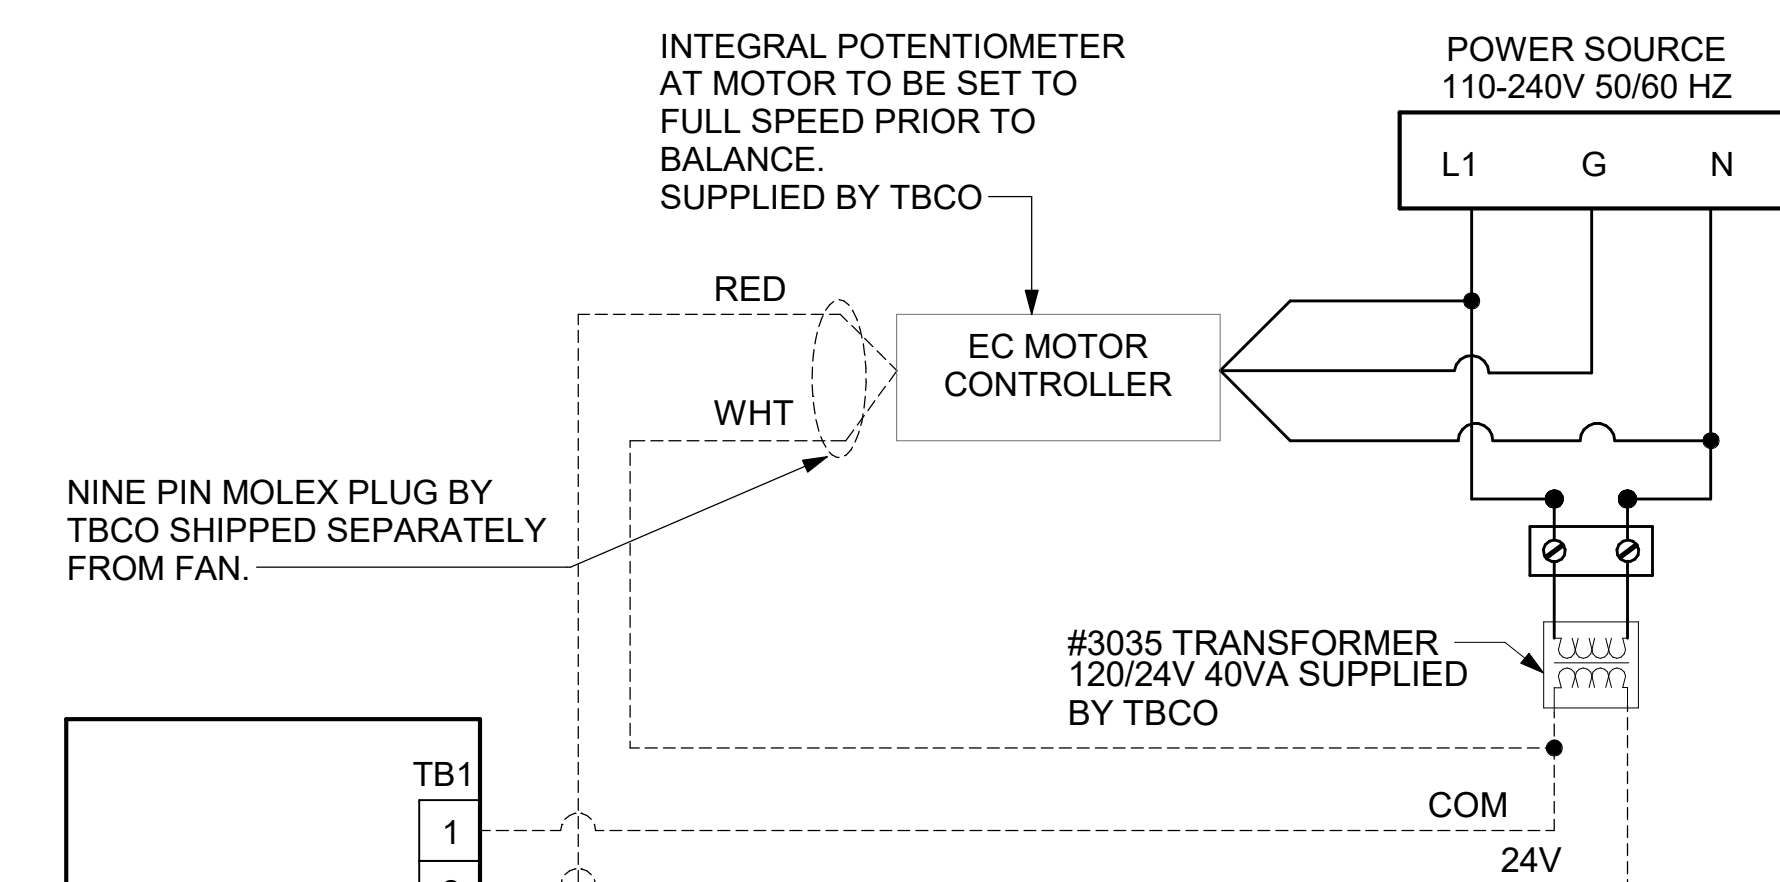 INTEGRAL POTENTIOMETER
AT MOTOR TO BE SET TO
FULL SPEED PRIOR TO
BALANCE.
SUPPLIED BY TBCO
POWER SOURCE
110-240V 50/60 HZ
L1 G N
RED
EC MOTOR
CONTROLLER
WHT
NINE PIN MOLEX PLUG BY
TBCO SHIPPED SEPARATELY
FROM FAN.
#3035 TRANSFORMER
120/24V 40VA SUPPLIED
BY TBCO
TB1
COM
1
24V